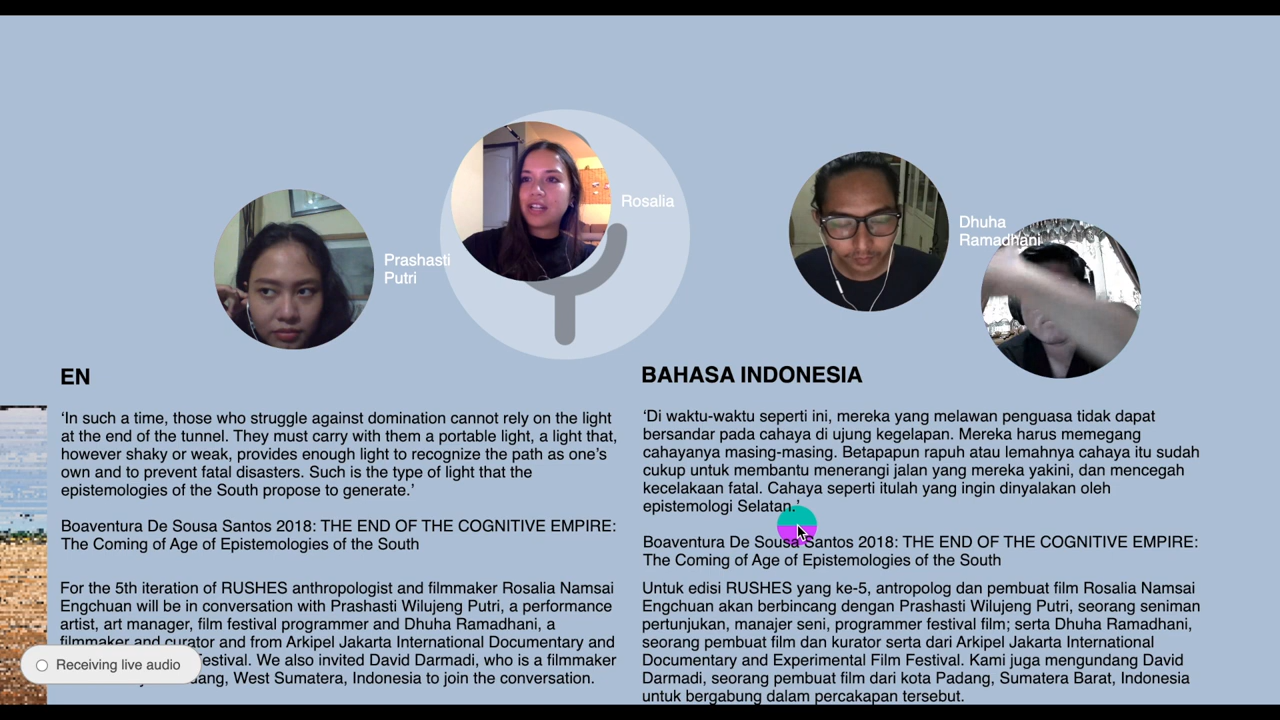 Rosalia
Prashasti
Putri
Dhuha
Ramadhani
EN
‘In such a time, those who struggle against domination cannot rely on the light
at the end of the tunnel. They must carry with them a portable light, a light that,
however shaky or weak, provides enough light to recognize the path as one’s
own and to prevent fatal disasters. Such is the type of light that the
epistemologies of the South propose to generate.’
Boaventura De Sousa Santos 2018: THE END OF THE COGNITIVE EMPIRE:
The Coming of Age of Epistemologies of the South
For the 5th iteration of RUSHES anthropologist and filmmaker Rosalia Namsai
Engchuan will be in conversation with Prashasti Wilujeng Putri, a performance
artist, art manager, film festival programmer and Dhuha Ramadhani, a
filmmaker and curator and from Arkipel Jakarta International Documentary and
estival. We also invited David Darmadi, who is a filmmaker
West Sumatera, Indonesia to join the conversation.
Receiving live audio
BAHASA INDONESIA
‘Di waktu-waktu seperti ini, mereka yang melawan penguasa tidak dapat
bersandar pada cahaya di ujung kegelapan. Mereka harus memegang
cahayanya masing-masing. Betapapun rapuh atau lemahnya cahaya itu sudah
cukup untuk membantu menerangi jalan yang mereka yakini, dan mencegah
kecelakaan fatal. Cahaya seperti itulah yang ingin dinyalakan oleh
epistemologi Selatan.’
Boaventura De Sousa Santos 2018: THE END OF THE COGNITIVE EMPIRE:
The Coming of Age of Epistemologies of the South
Untuk edisi RUSHES yang ke-5, antropolog dan pembuat film Rosalia Namsai
Engchuan akan berbincang dengan Prashasti Wilujeng Putri, seorang seniman
pertunjukan, manajer seni, programmer festival film; serta Dhuha Ramadhani,
seorang pembuat film dan kurator serta dari Arkipel Jakarta International
Documentary and Experimental Film Festival. Kami juga mengundang David
Darmadi, seorang pembuat film dari kota Padang, Sumatera Barat, Indonesia
untuk bergabung dalam percakapan tersebut.